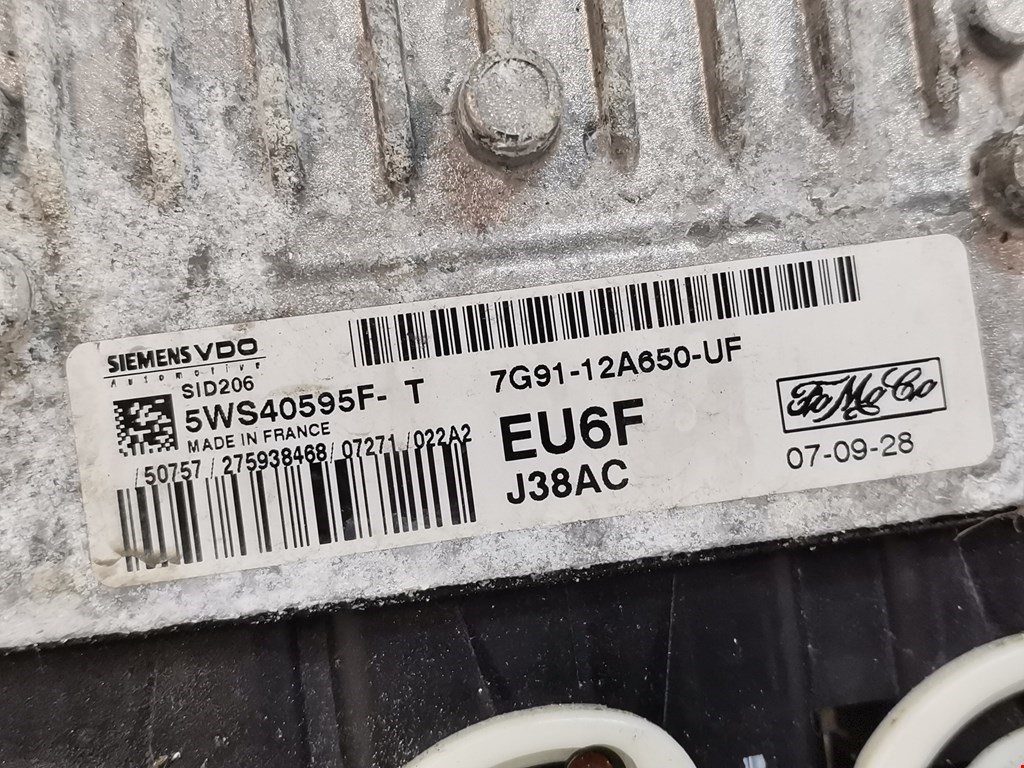 SIEMENS VDO
Automotive
SID206
5WS40595F- T
MADE IN FRANCE
/50757/275938468/07271/022A2
7G91-12A650-UF
EU6F
J38AC
FoMoCo
07-09-28